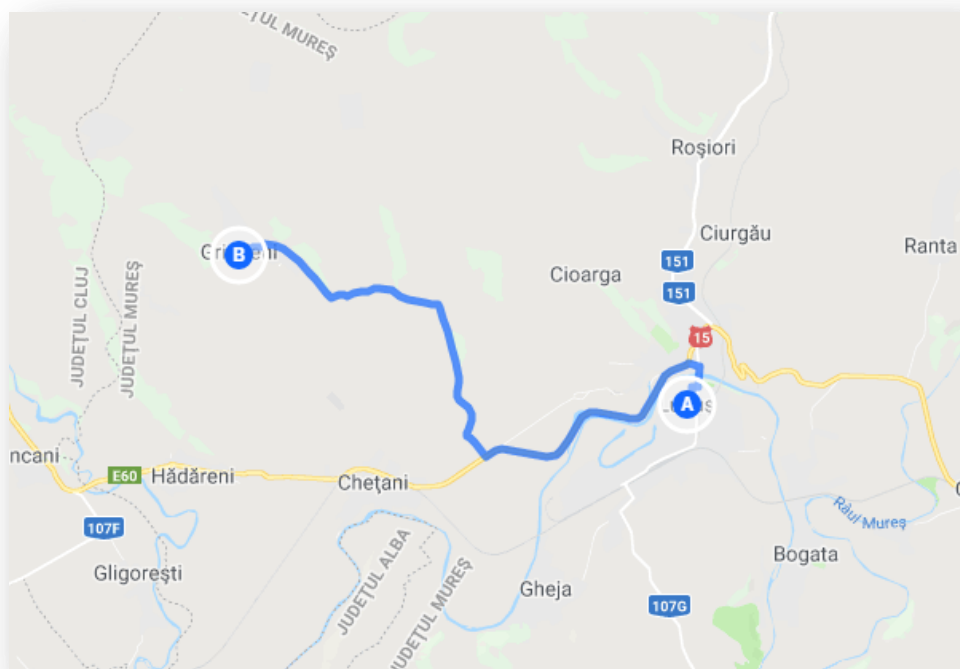 JUDEȚUL MUREȘ
Roșiori
Ciurgău
Ranta
151
Cioarga
151
B
JUDEȚUL CLUJ
JUDEȚUL MUREȘ
15
A
ncani
E60
Hădăreni
Chețani
107F
Râul Mureș
Bogata
Gligorești
JUDEȚUL ALBA
JUDEȚUL MUREȘ
Gheja
107G